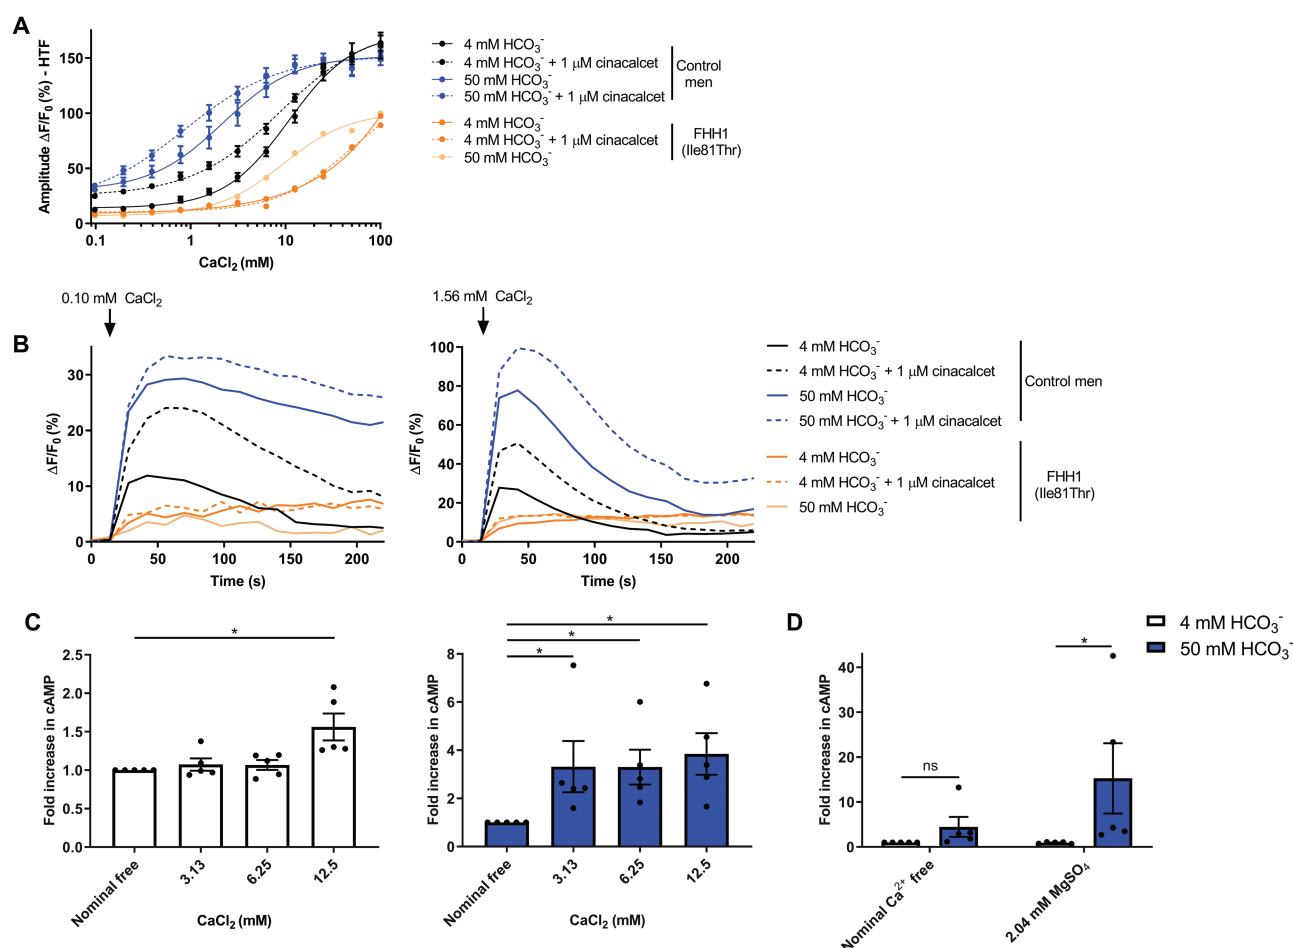 A
Amplitude ΔF/F0 (%) - HTF
150
100
50
0
0.1
1
10
100
CaCl2 (mM)
4 mM HCO3-
4 mM HCO3- + 1 μM cinacalcet
50 mM HCO3-
50 mM HCO3- + 1 μM cinacalcet
Control
men
4 mM HCO3-
4 mM HCO3- + 1 μM cinacalcet
50 mM HCO3-
FHH1
(Ile81Thr)
B
0.10 mM CaCl2
ΔF/F0 (%)
30
20
10
0
0
50
100
150
200
Time (s)
1.56 mM CaCl2
ΔF/F0 (%)
100
80
60
40
20
0
0
50
100
150
200
Time (s)
4 mM HCO3-
4 mM HCO3- + 1 μM cinacalcet
50 mM HCO3-
50 mM HCO3- + 1 μM cinacalcet
Control men
4 mM HCO3-
4 mM HCO3- + 1 μM cinacalcet
50 mM HCO3-
FHH1
(Ile81Thr)
C
Fold increase in cAMP
2.5
2.0
1.5
1.0
0.5
0.0
*
Nominal free
3.13
6.25
12.5
CaCl2 (mM)
Fold increase in cAMP
8
6
4
2
0
*
*
*
Nominal free
3.13
6.25
12.5
CaCl2 (mM)
D
4 mM HCO3-
50 mM HCO3-
Fold increase in cAMP
40
30
20
10
0
ns
*
Nominal Ca2+ free
2.04 mM MgSO4